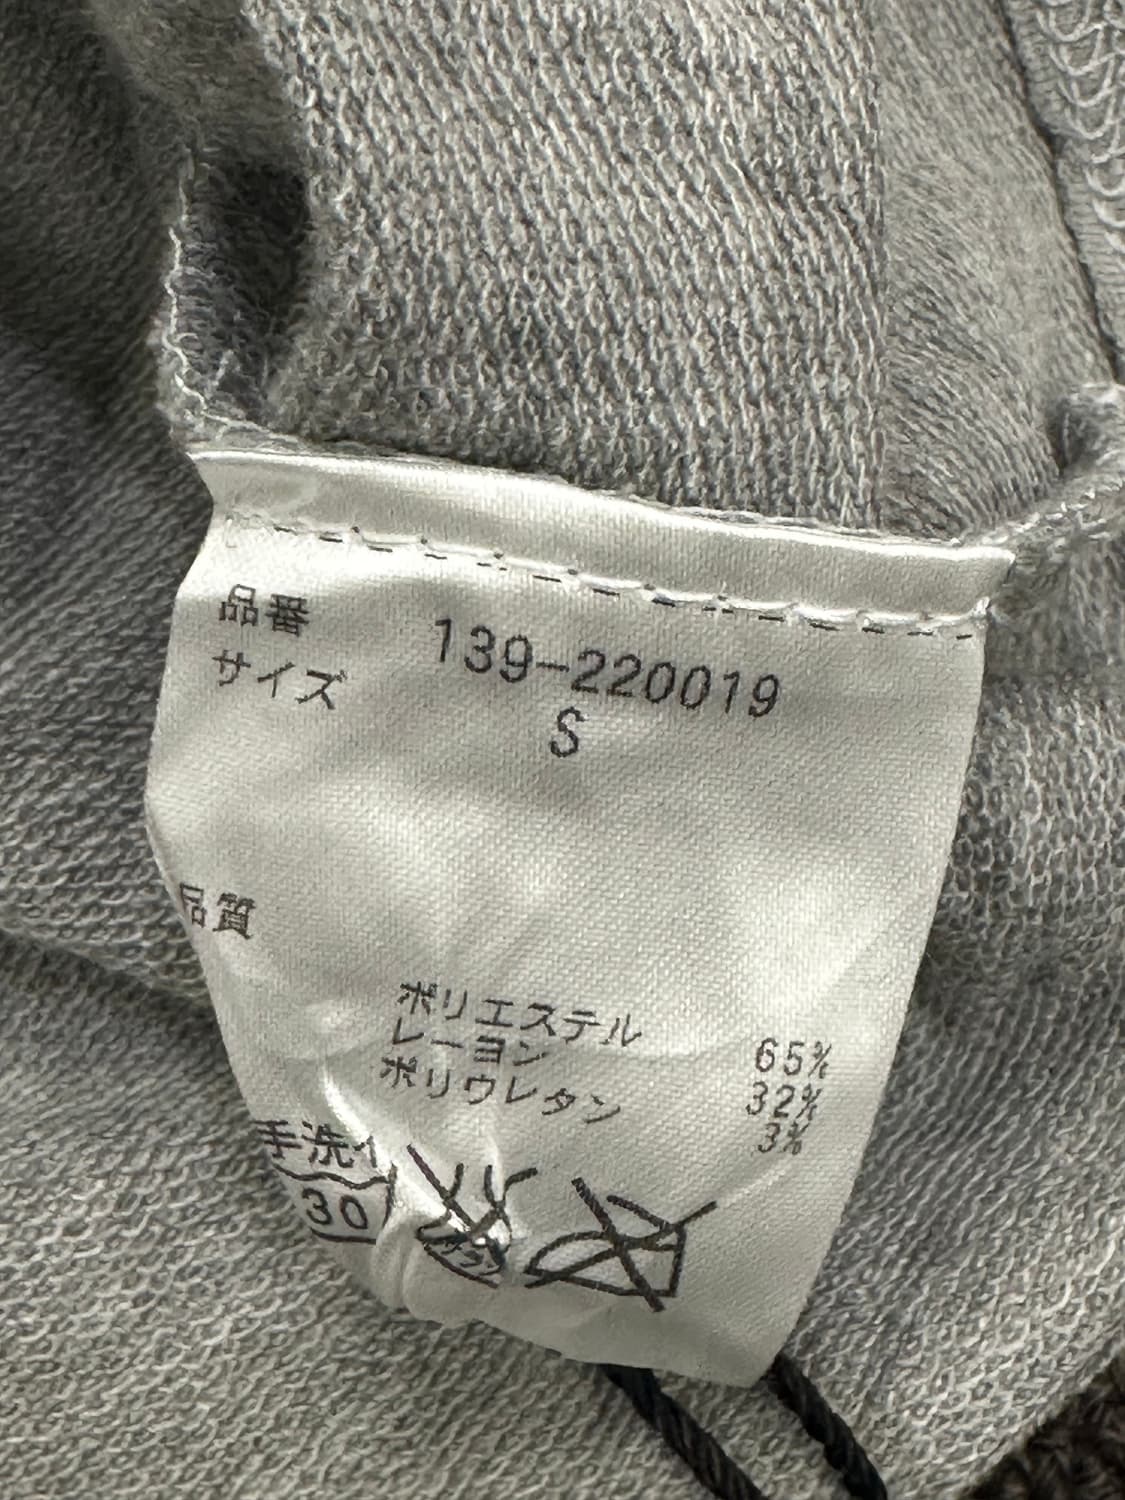 品番 139-220019
サイズ S
品質
ポリエステル 65%
レーヨン 32%
ポリウレタン 3%
手洗イ
30